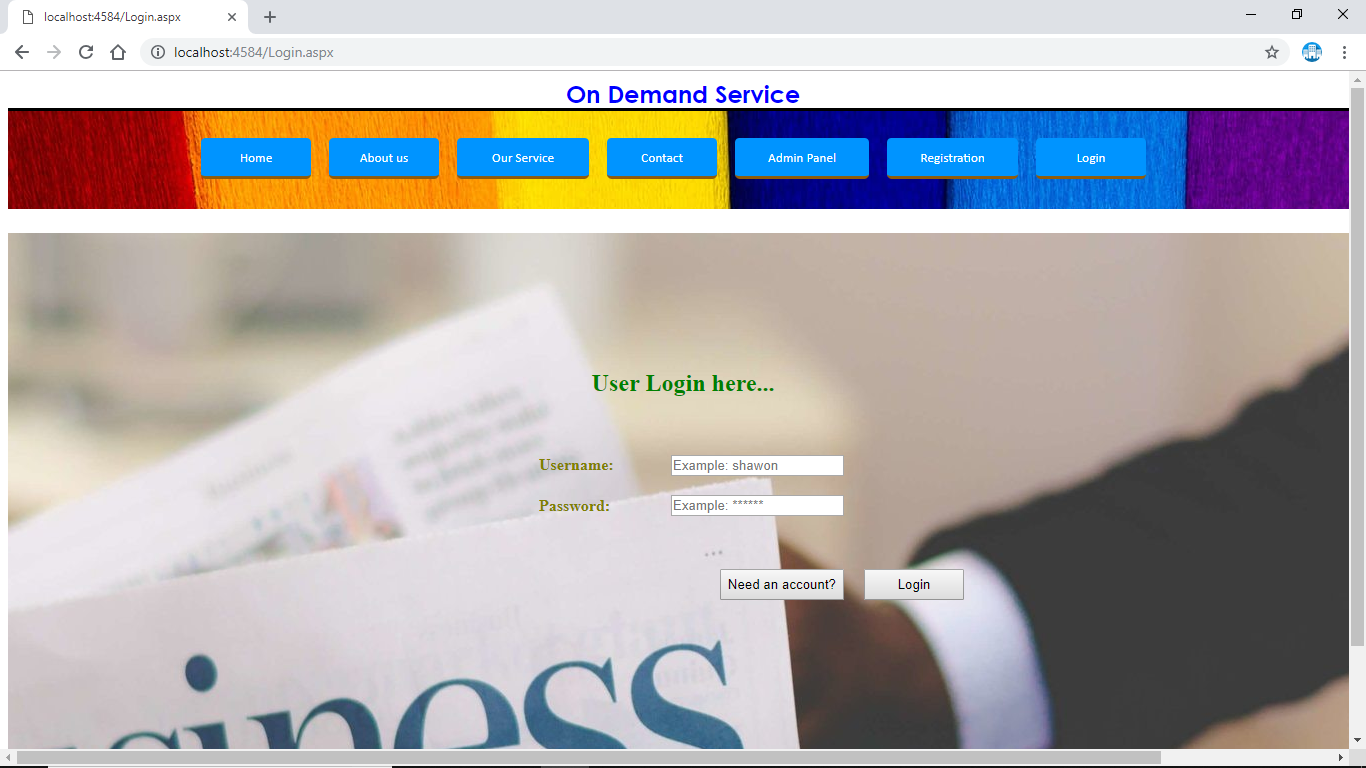 localhost:4584/Login.aspx
localhost:4584/Login.aspx
On Demand Service
Home About us Our Service Contact Admin Panel Registration Login
User Login here...
Username: Example: shawon
Password: Example: ******
...
Need an account? Login
siness